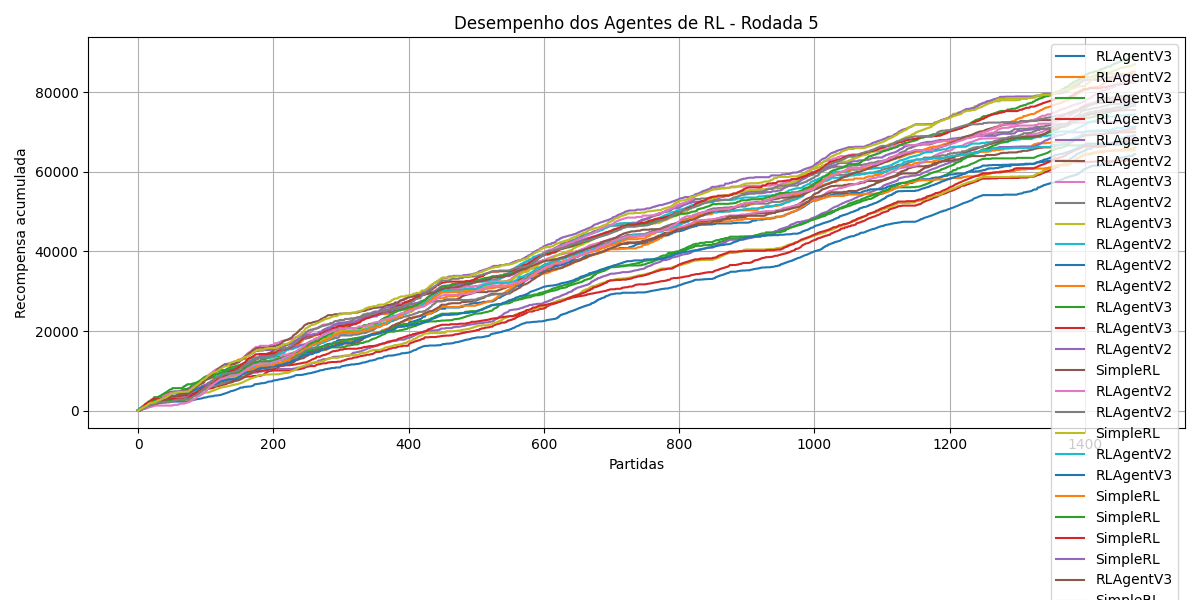 Desempenho dos Agentes de RL - Rodada 5
Recompensa acumulada
80000
60000
40000
20000
0
0
200
400
600
800
1000
1200
1400
Partidas
RLAgentV3
RLAgentV2
RLAgentV3
RLAgentV3
RLAgentV3
RLAgentV2
RLAgentV3
RLAgentV2
RLAgentV3
RLAgentV2
RLAgentV2
RLAgentV2
RLAgentV3
RLAgentV3
RLAgentV2
SimpleRL
RLAgentV2
RLAgentV2
SimpleRL
RLAgentV2
RLAgentV3
SimpleRL
SimpleRL
SimpleRL
SimpleRL
RLAgentV3
SimpleRL